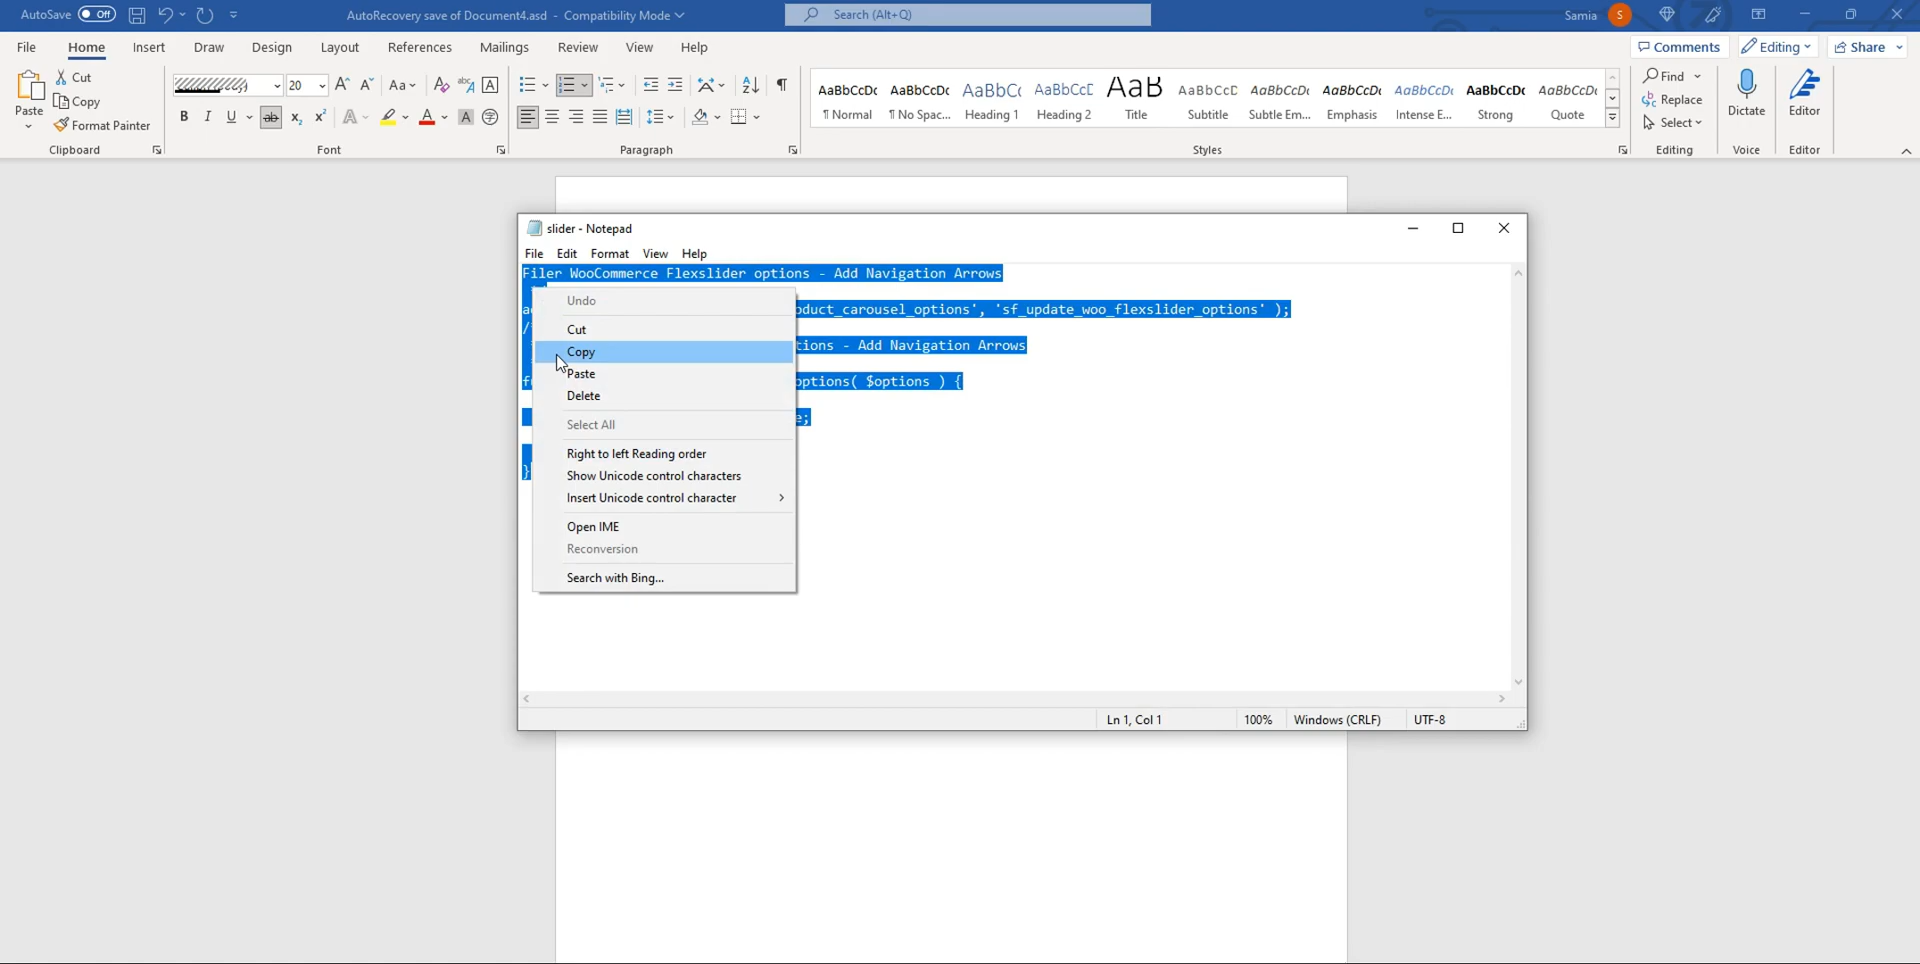 AutoSave Off AutoRecovery save of Document4.asd - Compatibility Mode Search (Alt+Q) Samia S
File Home Insert Draw Design Layout References Mailings Review View Help Comments Editing Share
Paste Cut Copy Format Painter Clipboard
20 Aa Font
Paragraph
AaBbCcDc AaBbCcDc AaBbCc AaBbCcD AaB AaBbCcD AaBbCcDc AaBbCcDc AaBbCcDc AaBbCcDc AaBbCcDc
¶ Normal ¶ No Spac... Heading 1 Heading 2 Title Subtitle Subtle Em... Emphasis Intense E... Strong Quote
Styles
Find Replace Select Editing
Dictate Voice
Editor Editor
slider - Notepad
File Edit Format View Help
Filer WooCommerce Flexslider options - Add Navigation Arrows
duct_carousel_options', 'sf_update_woo_flexslider_options' );
tions - Add Navigation Arrows
options( $options ) {
e;
}
Undo
Cut
Copy
Paste
Delete
Select All
Right to left Reading order
Show Unicode control characters
Insert Unicode control character
Open IME
Reconversion
Search with Bing...
Ln 1, Col 1 100% Windows (CRLF) UTF-8